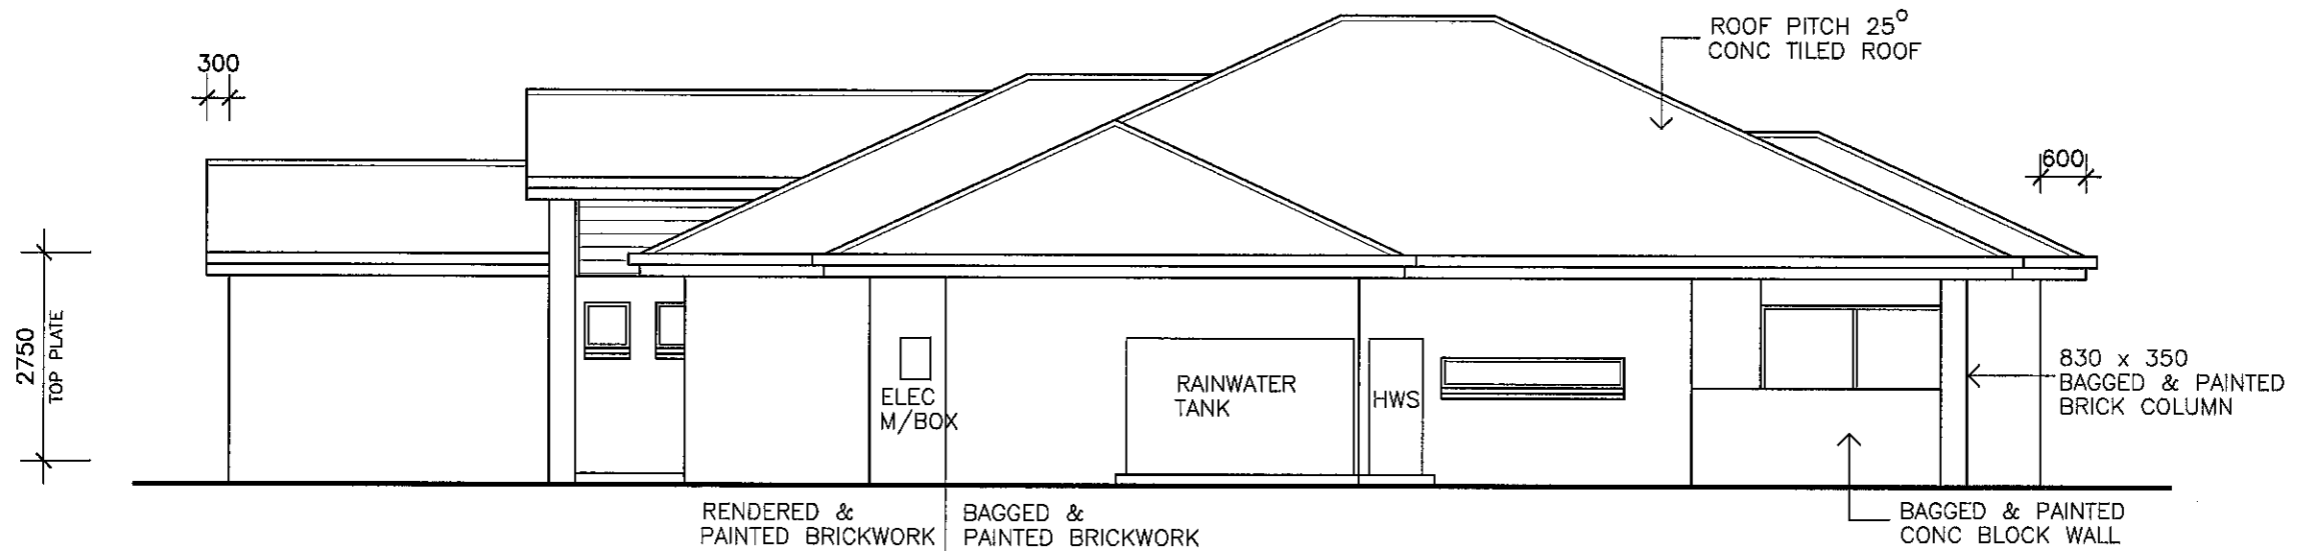 ROOF PITCH 25°
CONC TILED ROOF
300
600
2750
TOP PLATE
ELEC
M/BOX
RAINWATER
TANK
HWS
830 x 350
BAGGED & PAINTED
BRICK COLUMN
RENDERED &
PAINTED BRICKWORK
BAGGED &
PAINTED BRICKWORK
BAGGED & PAINTED
CONC BLOCK WALL